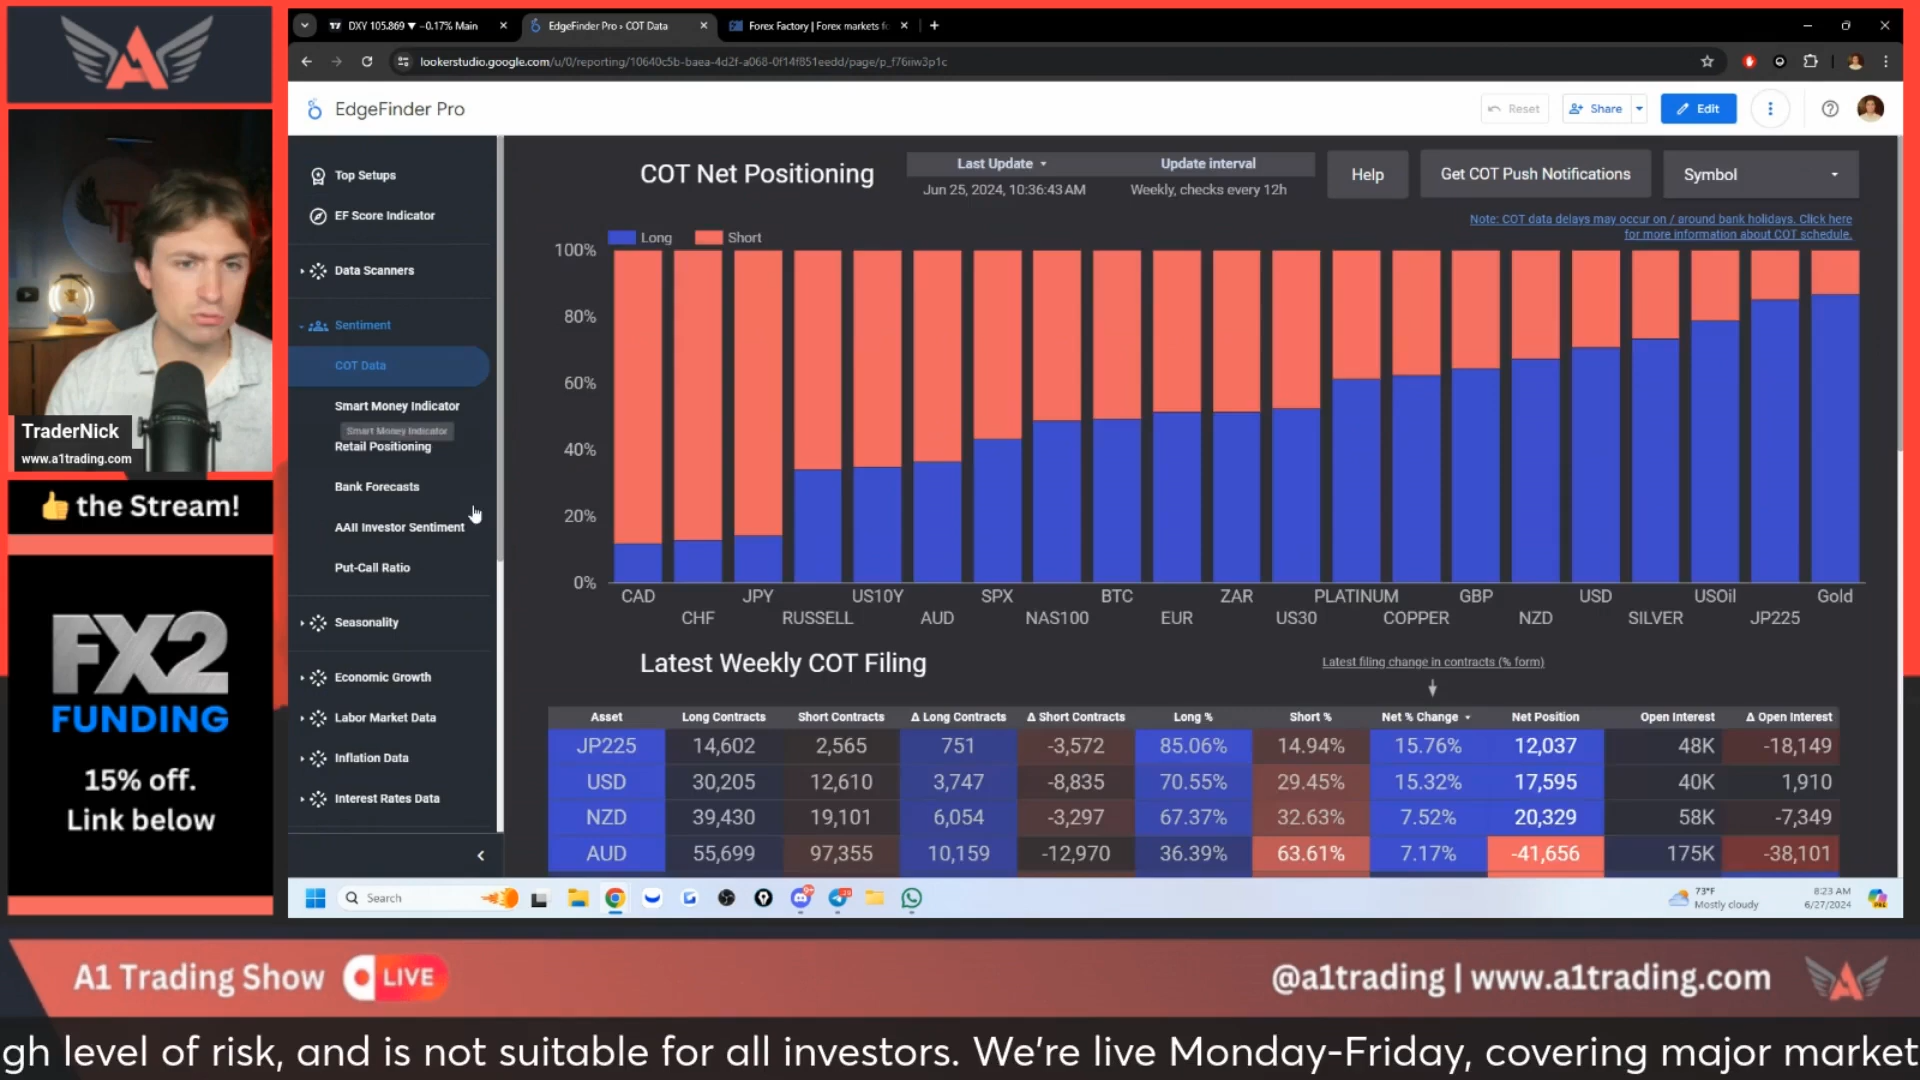 DXY 105.869 ▼ −0.17% Main
EdgeFinder Pro › COT Data
Forex Factory | Forex markets fo
lookerstudio.google.com/u/0/reporting/10640c5b-baea-4d2f-a068-0f14f851eedd/page/p_f76iiw3p1c
EdgeFinder Pro
Reset
Share
Edit
Top Setups
EF Score Indicator
Data Scanners
Sentiment
COT Data
Smart Money Indicator
Smart Money Indicator
Retail Positioning
Bank Forecasts
AAII Investor Sentiment
Put-Call Ratio
Seasonality
Economic Growth
Labor Market Data
Inflation Data
Interest Rates Data
COT Net Positioning
Last Update
Update interval
Jun 25, 2024, 10:36:43 AM
Weekly, checks every 12h
Help
Get COT Push Notifications
Symbol
Note: COT data delays may occur on / around bank holidays. Click here
for more information about COT schedule.
Long Short
100%
80%
60%
40%
20%
0%
CAD JPY US10Y SPX BTC ZAR PLATINUM GBP USD USOil Gold
CHF RUSSELL AUD NAS100 EUR US30 COPPER NZD SILVER JP225
Latest Weekly COT Filing
Latest filing change in contracts (% form)
Asset Long Contracts Short Contracts Δ Long Contracts Δ Short Contracts Long % Short % Net % Change Net Position Open Interest Δ Open Interest
JP225 14,602 2,565 751 -3,572 85.06% 14.94% 15.76% 12,037 48K -18,149
USD 30,205 12,610 3,747 -8,835 70.55% 29.45% 15.32% 17,595 40K 1,910
NZD 39,430 19,101 6,054 -3,297 67.37% 32.63% 7.52% 20,329 58K -7,349
AUD 55,699 97,355 10,159 -12,970 36.39% 63.61% 7.17% -41,656 175K -38,101
Search
73°F
Mostly cloudy
8:23 AM
6/27/2024
TraderNick
www.a1trading.com
👍 the Stream!
FX2
FUNDING
15% off.
Link below
A1 Trading Show
LIVE
@a1trading | www.a1trading.com
gh level of risk, and is not suitable for all investors. We're live Monday-Friday, covering major market